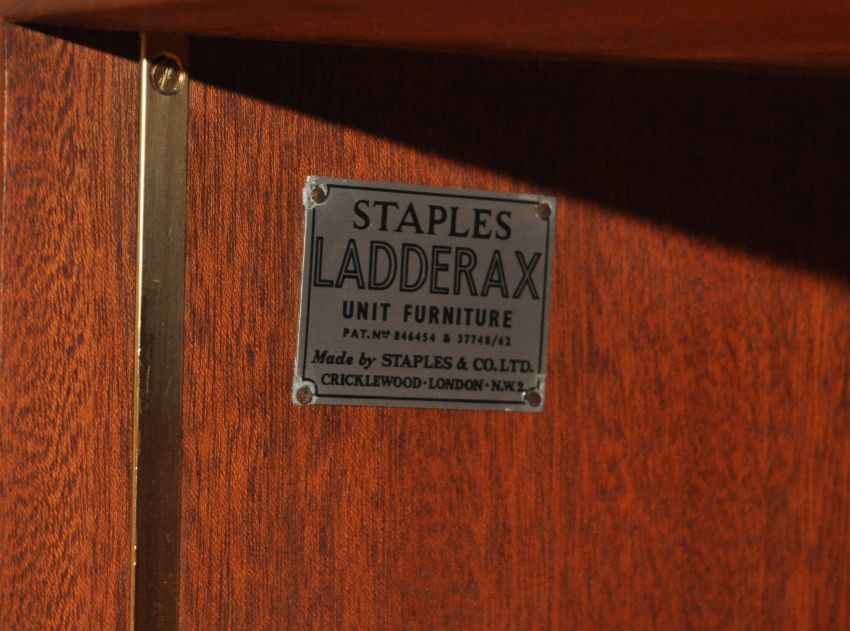 STAPLES
LADDERAX
UNIT FURNITURE
PAT. Nos 846454 & 37748/62
Made by STAPLES & CO. LTD.
CRICKLEWOOD · LONDON · N.W.2.